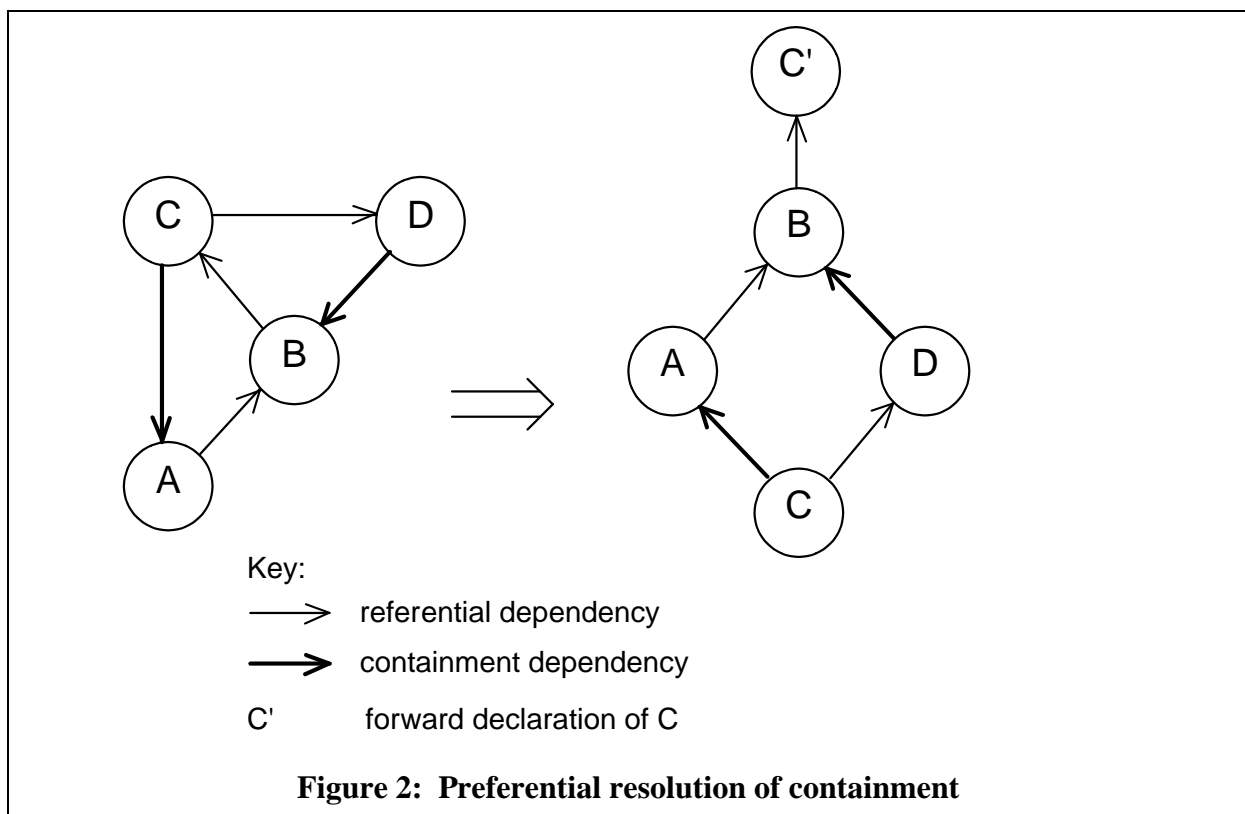 C'
C
D
B
B
A
D
A
C
Key:
referential dependency
containment dependency
C' forward declaration of C
Figure 2: Preferential resolution of containment